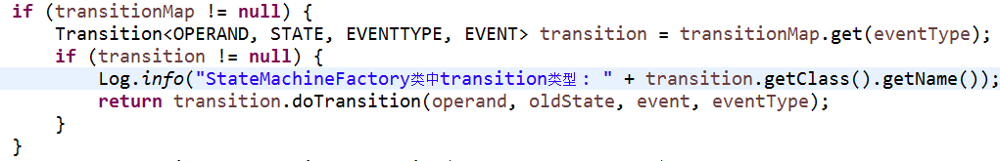 if (transitionMap != null) {
Transition<OPERAND, STATE, EVENTTYPE, EVENT> transition = transitionMap.get(eventType);
if (transition != null) {
Log.info("StateMachineFactory类中transition类型： " + transition.getClass().getName());
return transition.doTransition(operand, oldState, event, eventType);
}
}